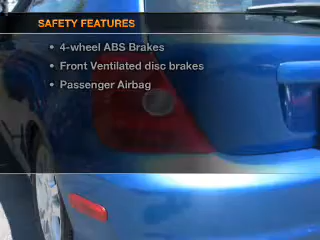 SAFETY FEATURES
• 4-wheel ABS Brakes
• Front Ventilated disc brakes
• Passenger Airbag